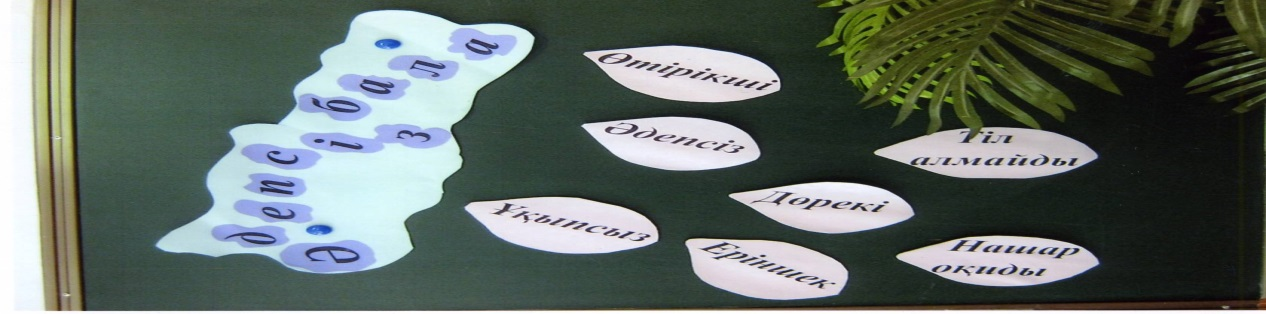 Әдепсіз
бала
Өтірікші
Әдепсіз
Тіл
алмайды
Дөрекі
Ұқыпсыз
Еріншек
Нашар
оқиды